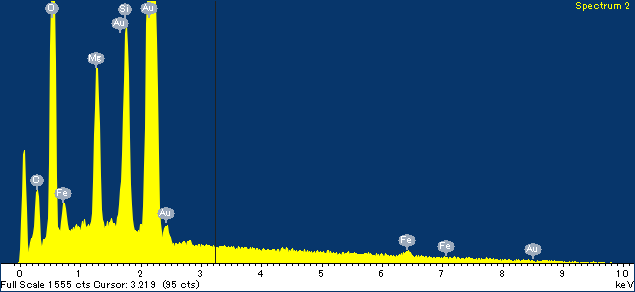 Spectrum 2
O Si Au
Au
Mg
C
Fe
Au
Fe Fe Au
0 1 2 3 4 5 6 7 8 9 10
Full Scale 1555 cts Cursor: 3.219 (95 cts) keV